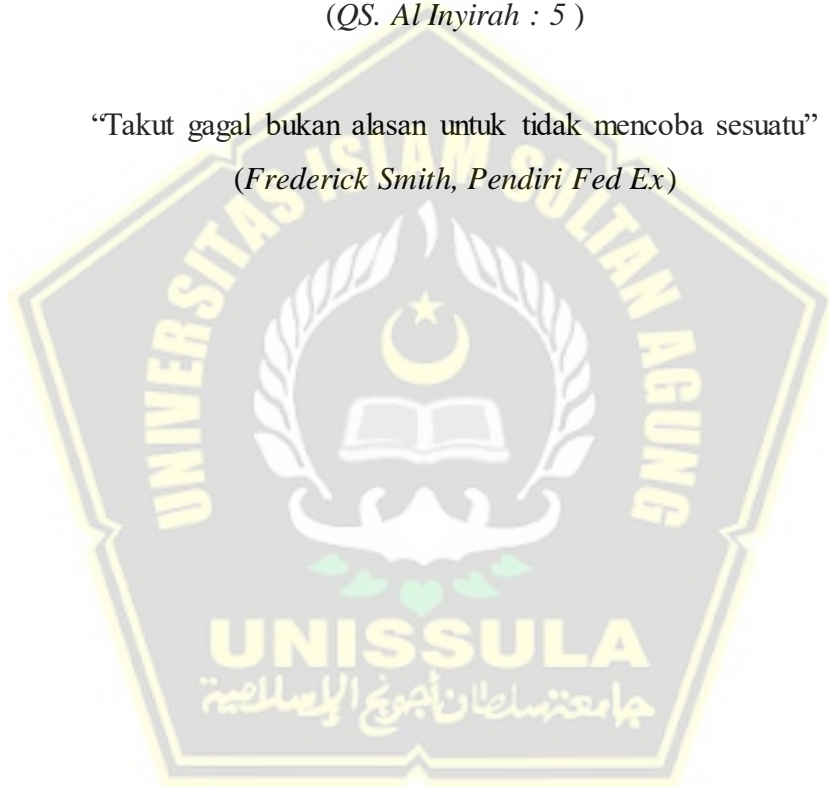 (QS. Al Inyirah : 5 )
“Takut gagal bukan alasan untuk tidak mencoba sesuatu”
(Frederick Smith, Pendiri Fed Ex)
UNIVERSITAS ISLAM SULTAN AGUNG
UNISSULA
جامعة سلطان أجونج الإسلامية